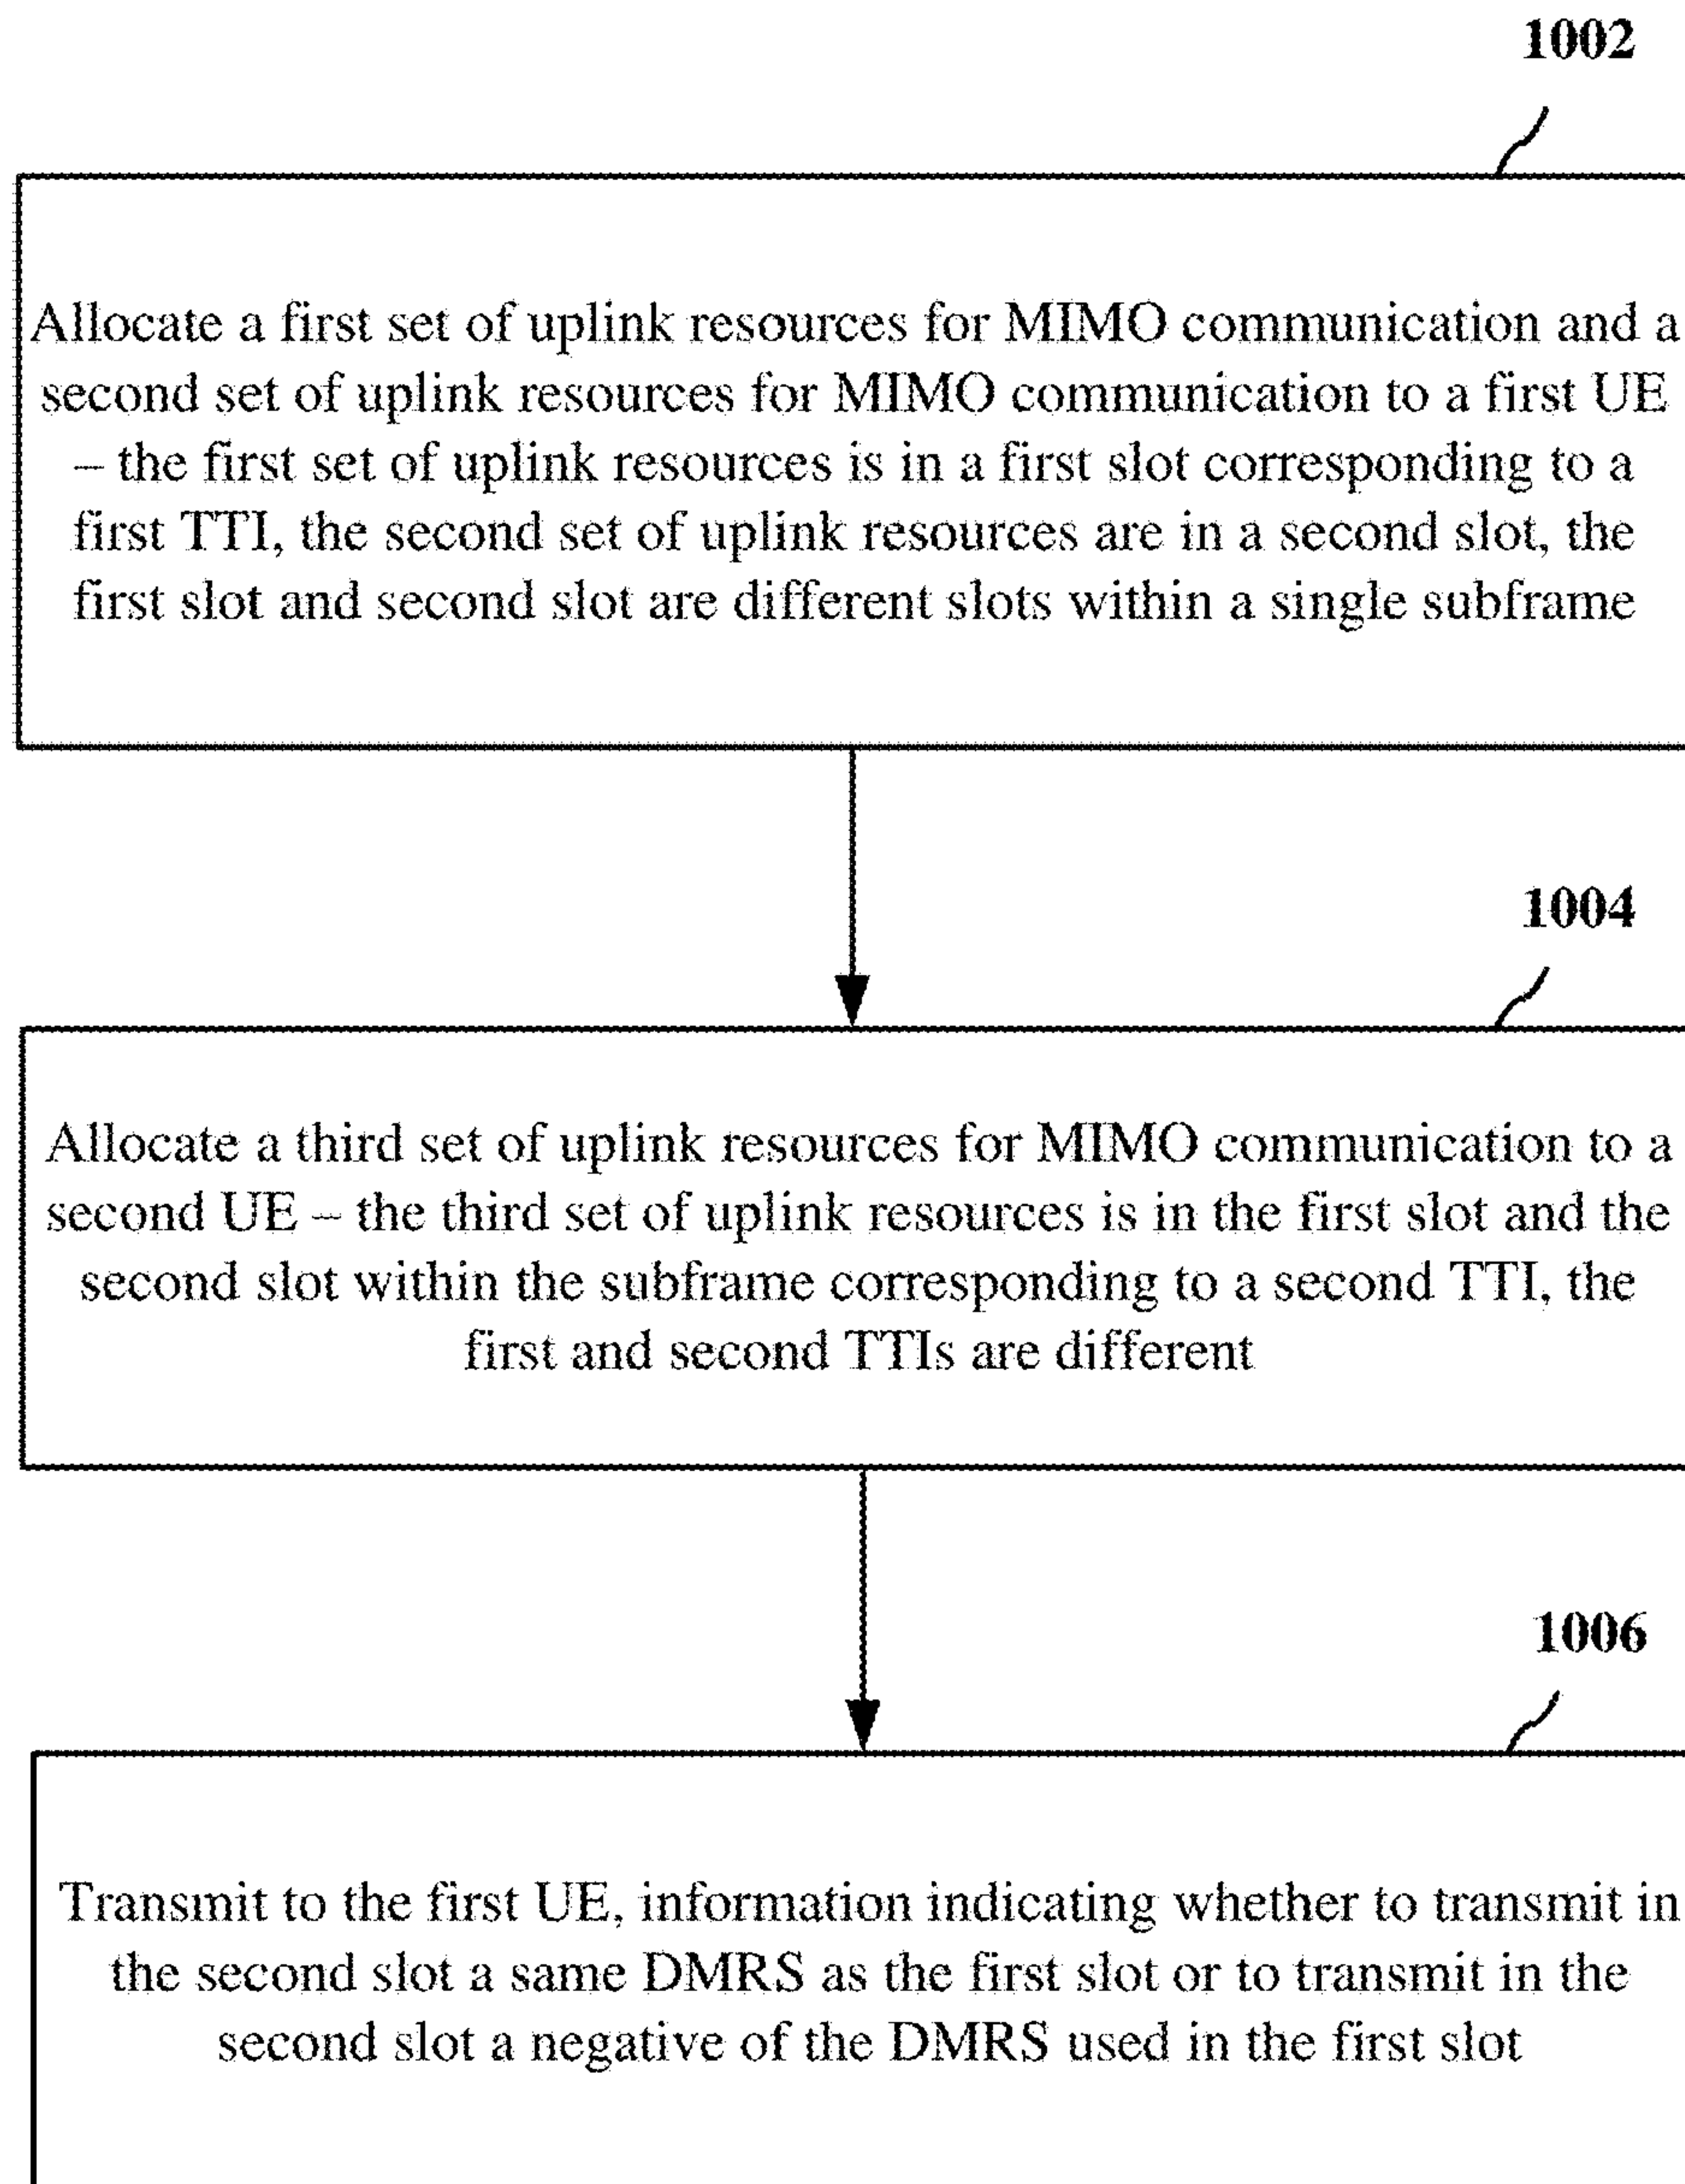 1002
Allocate a first set of uplink resources for MIMO communication and a
second set of uplink resources for MIMO communication to a first UE
– the first set of uplink resources is in a first slot corresponding to a
first TTI, the second set of uplink resources are in a second slot, the
first slot and second slot are different slots within a single subframe
1004
Allocate a third set of uplink resources for MIMO communication to a
second UE – the third set of uplink resources is in the first slot and the
second slot within the subframe corresponding to a second TTI, the
first and second TTIs are different
1006
Transmit to the first UE, information indicating whether to transmit in
the second slot a same DMRS as the first slot or to transmit in the
second slot a negative of the DMRS used in the first slot